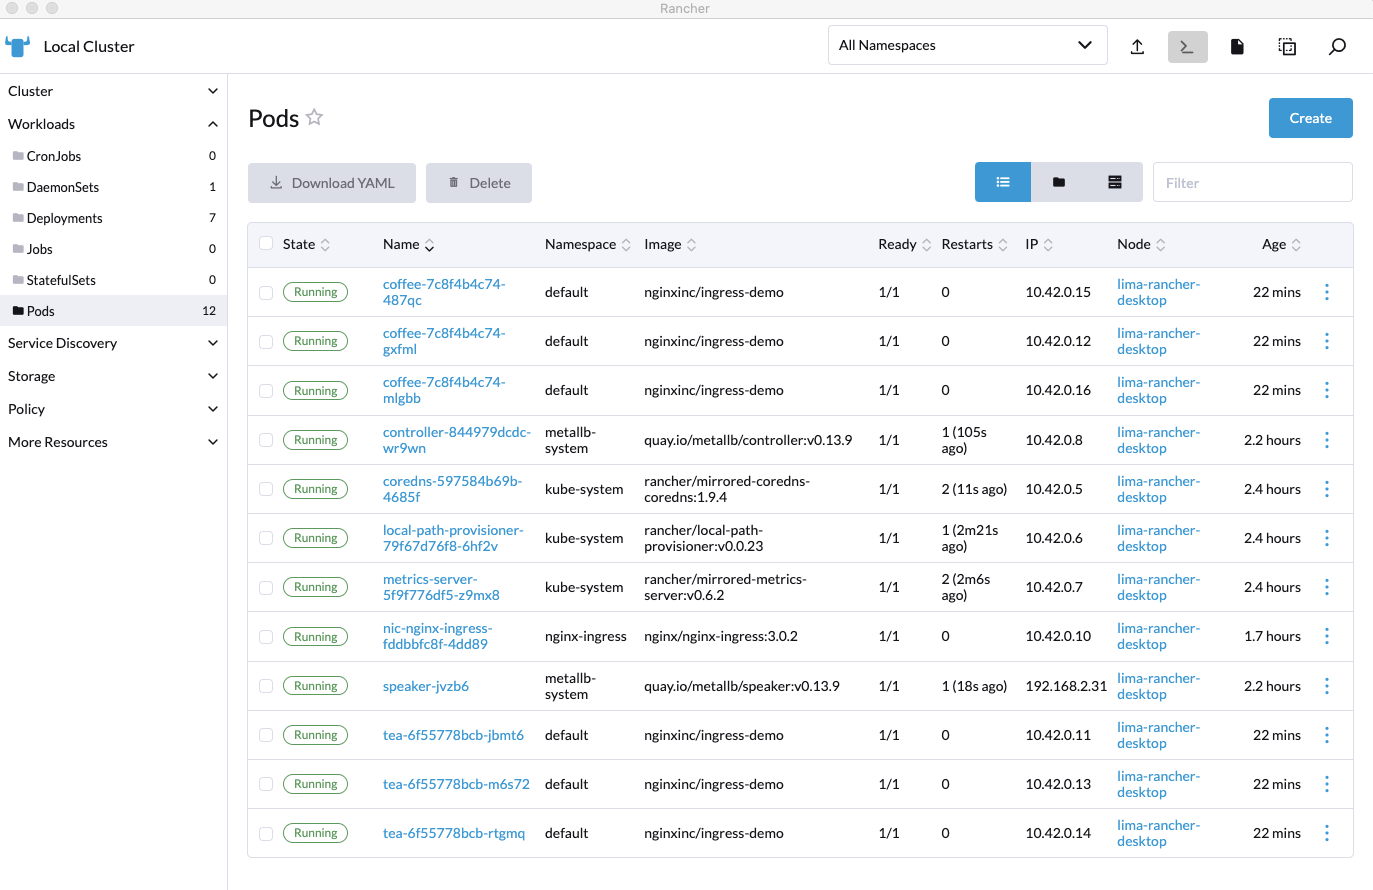 Rancher
Local Cluster
All Namespaces
Cluster
Workloads
CronJobs 0
DaemonSets 1
Deployments 7
Jobs 0
StatefulSets 0
Pods 12
Service Discovery
Storage
Policy
More Resources
Pods
Create
Download YAML
Delete
Filter
State Name Namespace Image Ready Restarts IP Node Age
Running coffee-7c8f4b4c74- default nginxinc/ingress-demo 1/1 0 10.42.0.15 lima-rancher- 22 mins
487qc desktop
Running coffee-7c8f4b4c74- default nginxinc/ingress-demo 1/1 0 10.42.0.12 lima-rancher- 22 mins
gxfml desktop
Running coffee-7c8f4b4c74- default nginxinc/ingress-demo 1/1 0 10.42.0.16 lima-rancher- 22 mins
mlgbb desktop
Running controller-844979dcdc- metallb- quay.io/metallb/controller:v0.13.9 1/1 1 (105s 10.42.0.8 lima-rancher- 2.2 hours
wr9wn system ago) desktop
Running coredns-597584b69b- kube-system rancher/mirrored-coredns- 1/1 2 (11s ago) 10.42.0.5 lima-rancher- 2.4 hours
4685f coredns:1.9.4 desktop
Running local-path-provisioner- kube-system rancher/local-path- 1/1 1 (2m21s 10.42.0.6 lima-rancher- 2.4 hours
79f67d76f8-6hf2v provisioner:v0.0.23 ago) desktop
Running metrics-server- kube-system rancher/mirrored-metrics- 1/1 2 (2m6s 10.42.0.7 lima-rancher- 2.4 hours
5f9f776df5-z9mx8 server:v0.6.2 ago) desktop
Running nic-nginx-ingress- nginx-ingress nginx/nginx-ingress:3.0.2 1/1 0 10.42.0.10 lima-rancher- 1.7 hours
fddbbfc8f-4dd89 desktop
Running speaker-jvzb6 metallb- quay.io/metallb/speaker:v0.13.9 1/1 1 (18s ago) 192.168.2.31 lima-rancher- 2.2 hours
system desktop
Running tea-6f55778bcb-jbmt6 default nginxinc/ingress-demo 1/1 0 10.42.0.11 lima-rancher- 22 mins
desktop
Running tea-6f55778bcb-m6s72 default nginxinc/ingress-demo 1/1 0 10.42.0.13 lima-rancher- 22 mins
desktop
Running tea-6f55778bcb-rtgmq default nginxinc/ingress-demo 1/1 0 10.42.0.14 lima-rancher- 22 mins
desktop